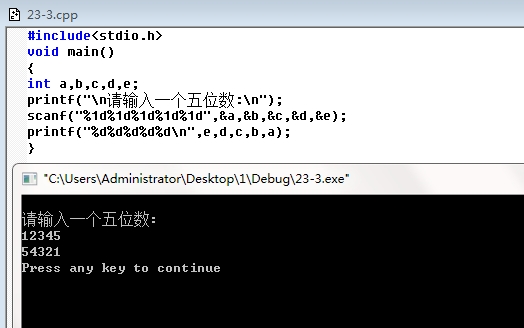 23-3.cpp
#include<stdio.h>
void main()
{
int a,b,c,d,e;
printf("\n请输入一个五位数:\n");
scanf("%1d%1d%1d%1d%1d",&a,&b,&c,&d,&e);
printf("%d%d%d%d%d\n",e,d,c,b,a);
}
"C:\Users\Administrator\Desktop\1\Debug\23-3.exe"
请输入一个五位数:
12345
54321
Press any key to continue